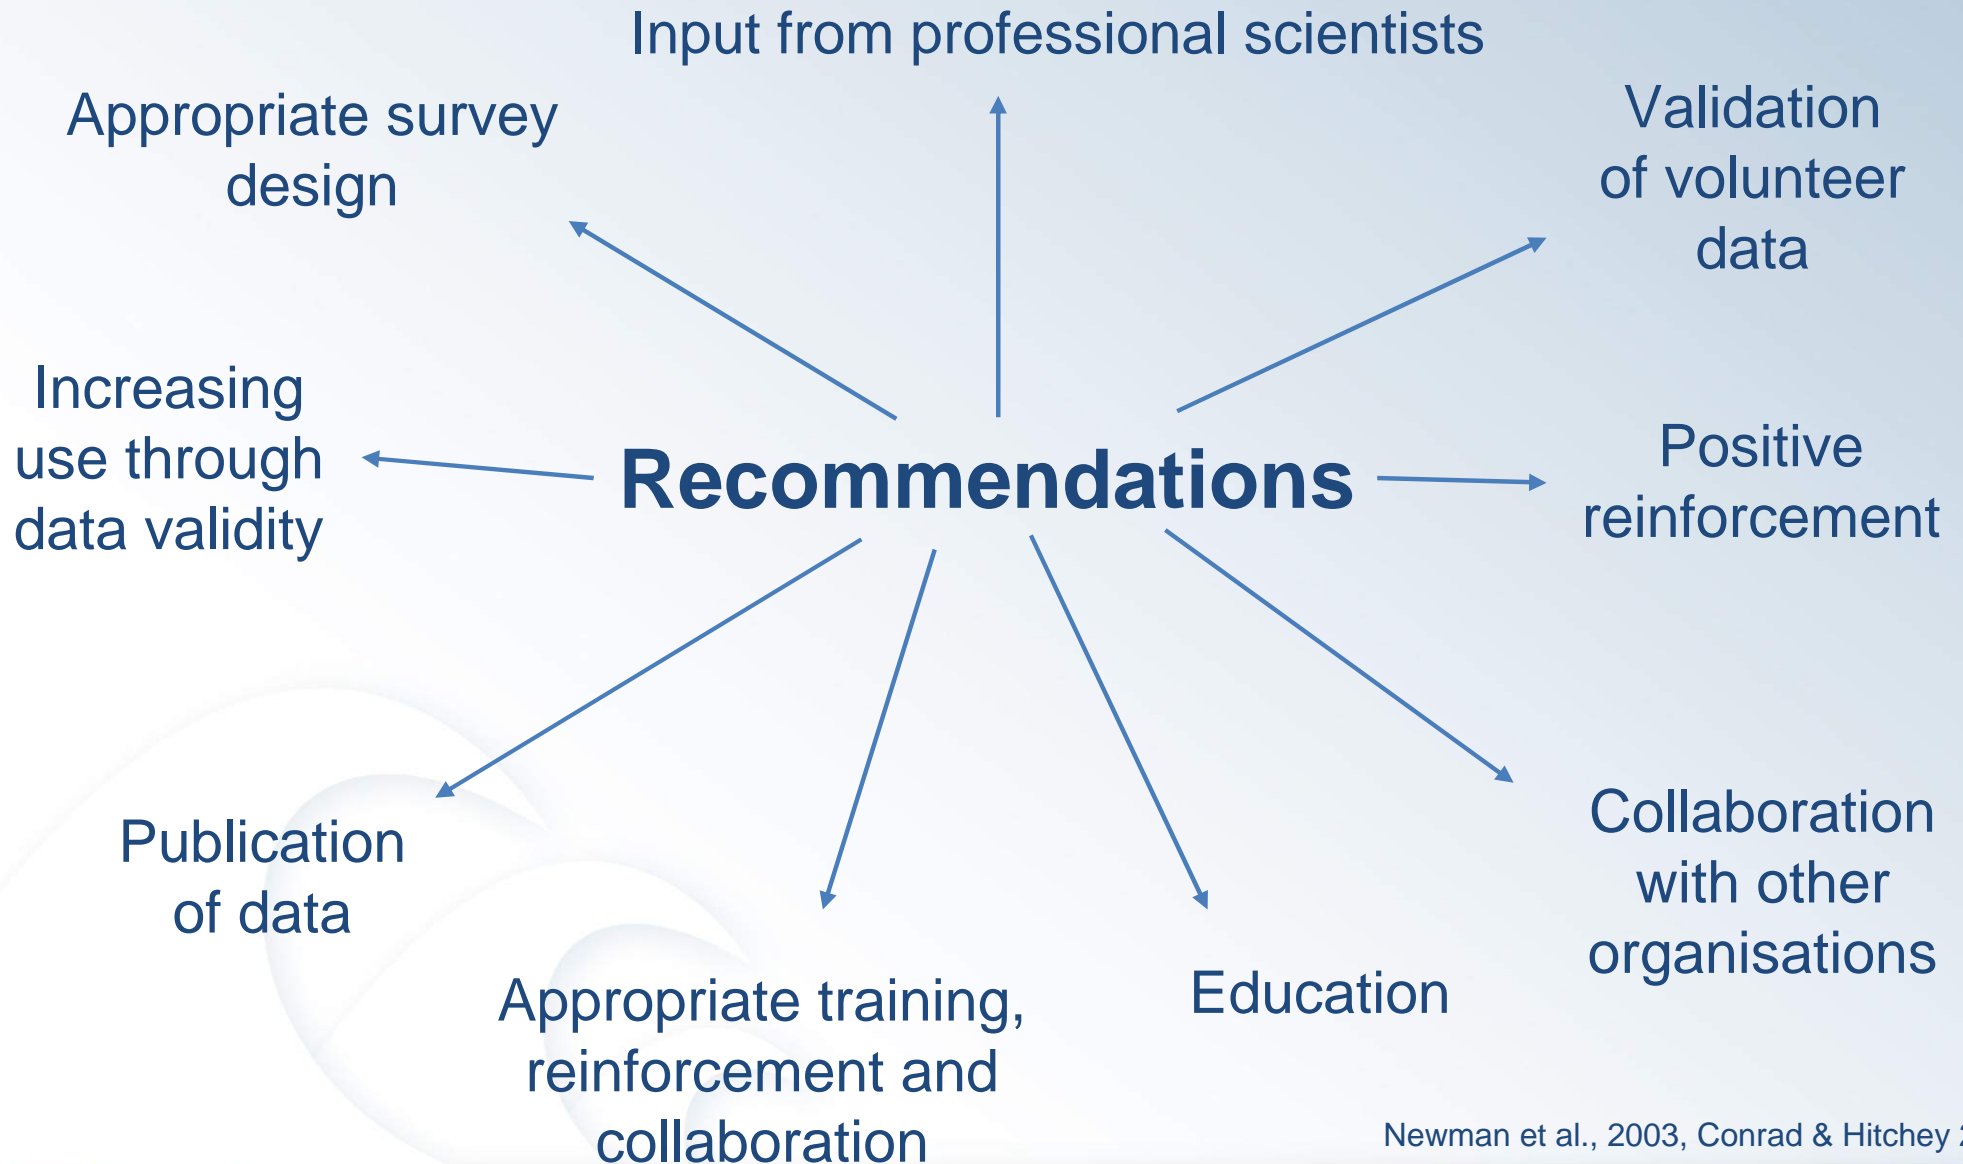 Input from professional scientists
Appropriate survey
design
Validation
of volunteer
data
Increasing
use through
data validity
Recommendations
Positive
reinforcement
Publication
of data
Appropriate training,
reinforcement and
collaboration
Education
Collaboration
with other
organisations
Newman et al., 2003, Conrad & Hitchey